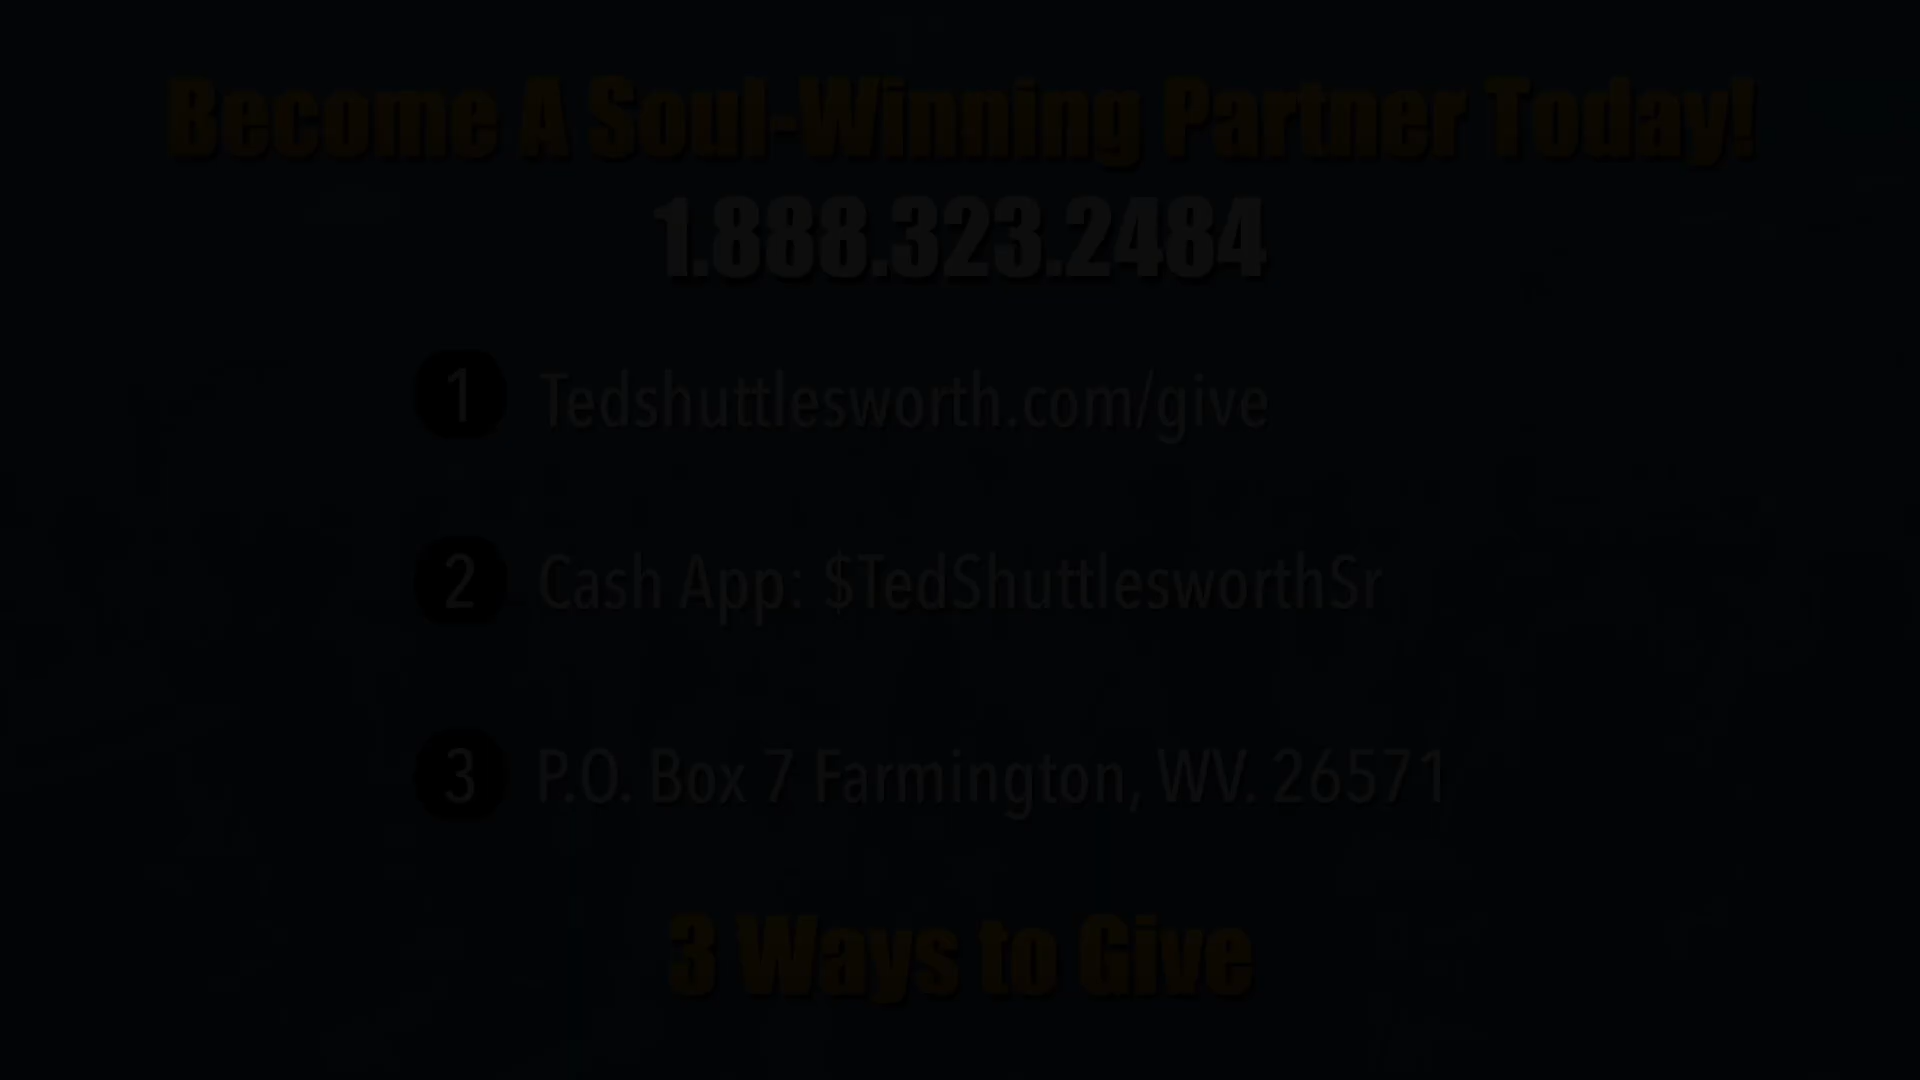 Become A Soul-Winning Partner Today!
1.888.323.2484
1 Tedshuttlesworth.com/give
2 Cash App: $TedShuttlesworthSr
3 P.O. Box 7 Farmington, WV. 26571
3 Ways to Give